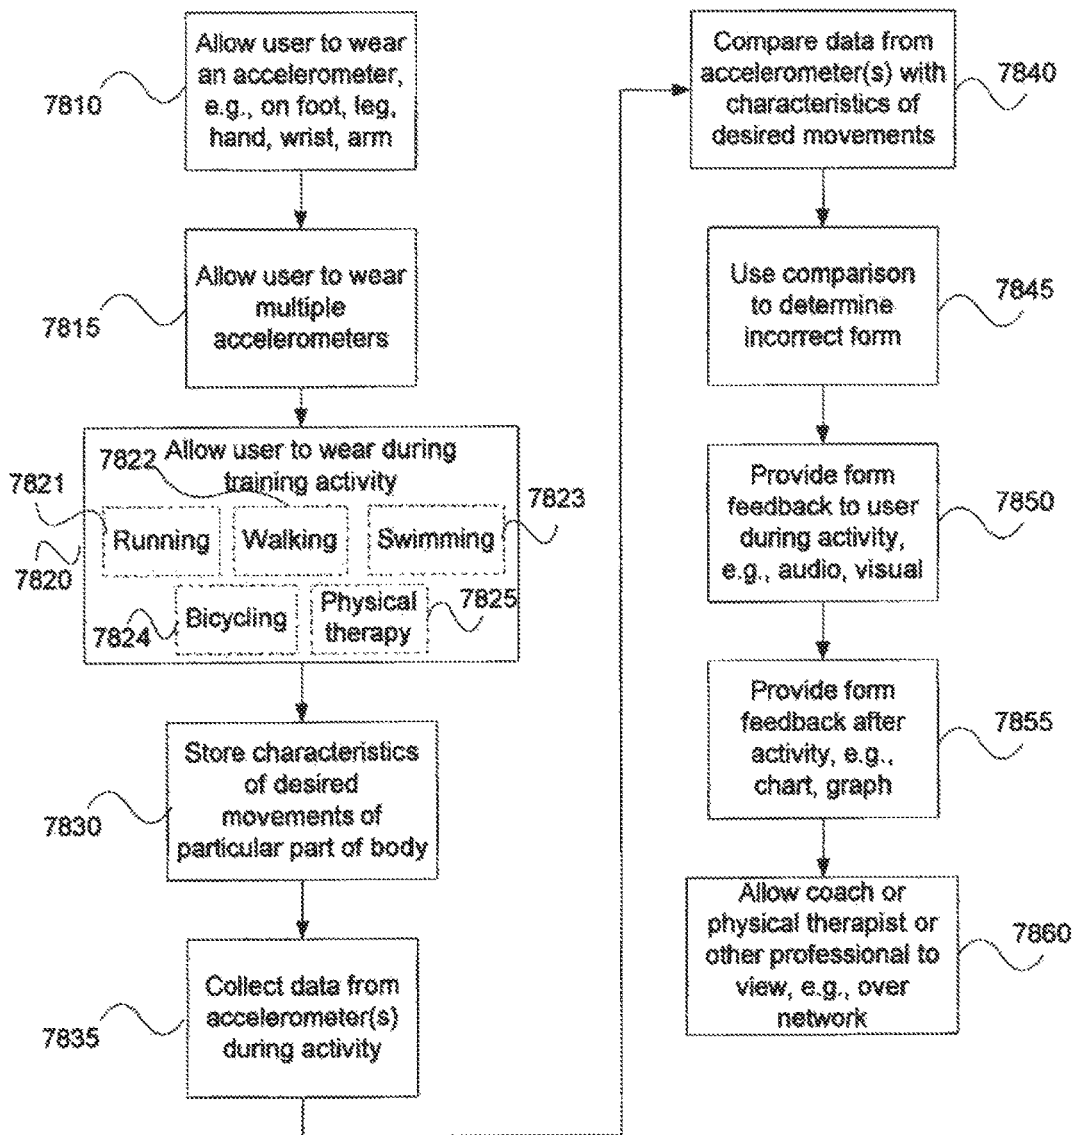 Allow user to wear
an accelerometer,
e.g., on foot, leg,
hand, wrist, arm
7810
Allow user to wear
multiple
accelerometers
7815
Allow user to wear during
7822
training activity
7821
7823
Running
Walking
Swimming
7820
Bicycling
Physical
therapy
7825
7824
Store characteristics
of desired
movements of
particular part of body
7830
Collect data from
accelerometer(s)
during activity
7835
Compare data from
accelerometer(s) with
characteristics of
desired movements
7840
Use comparison
to determine
incorrect form
7845
Provide form
feedback to user
during activity,
e.g., audio, visual
7850
Provide form
feedback after
activity, e.g.,
chart, graph
7855
Allow coach or
physical therapist or
other professional to
view, e.g., over
network
7860